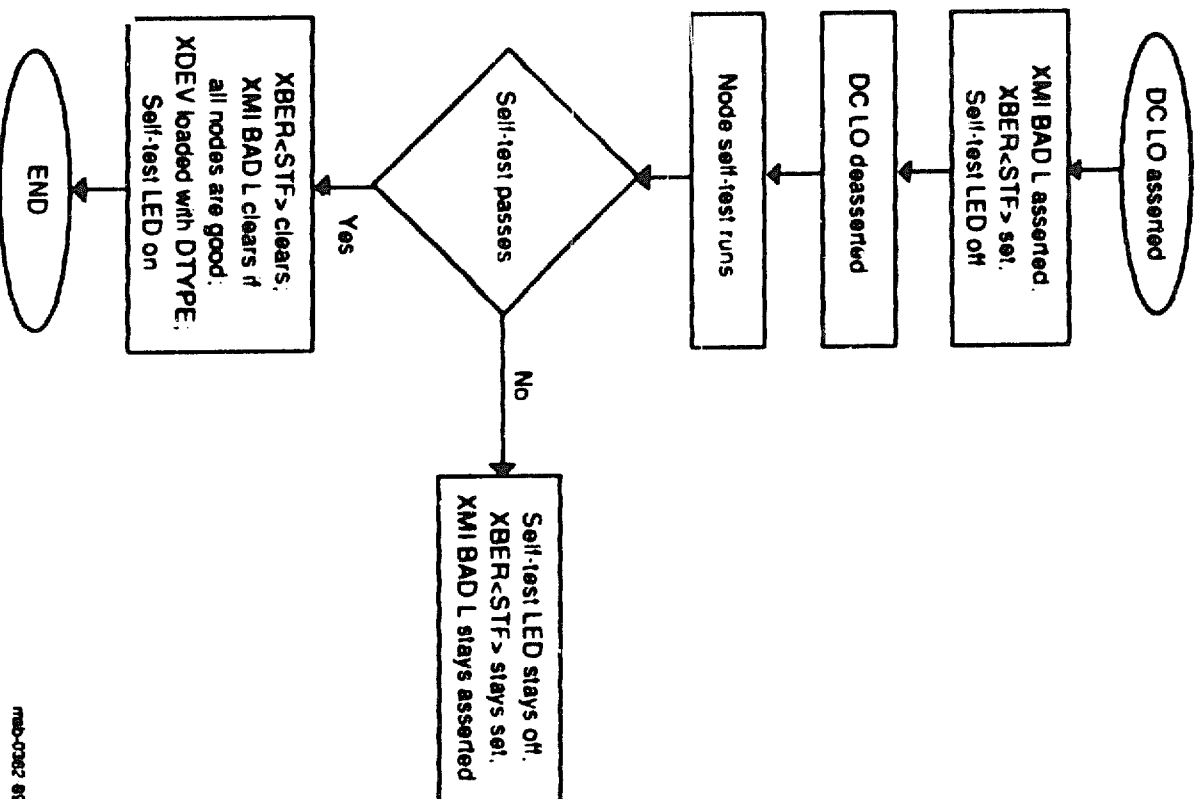 DC LO asserted
XMI BAD L asserted;
XBER<STF> set.
Self-test LED off
DC LO deasserted
Node self-test runs
Self-test passes
No
Self-test LED stays off.
XBER<STF> stays set.
XMI BAD L stays asserted
Yes
XBER<STF> clears;
XMI BAD L clears if
all nodes are good;
XDEV loaded with DTYPE;
Self-test LED on
END
msb-0362-89